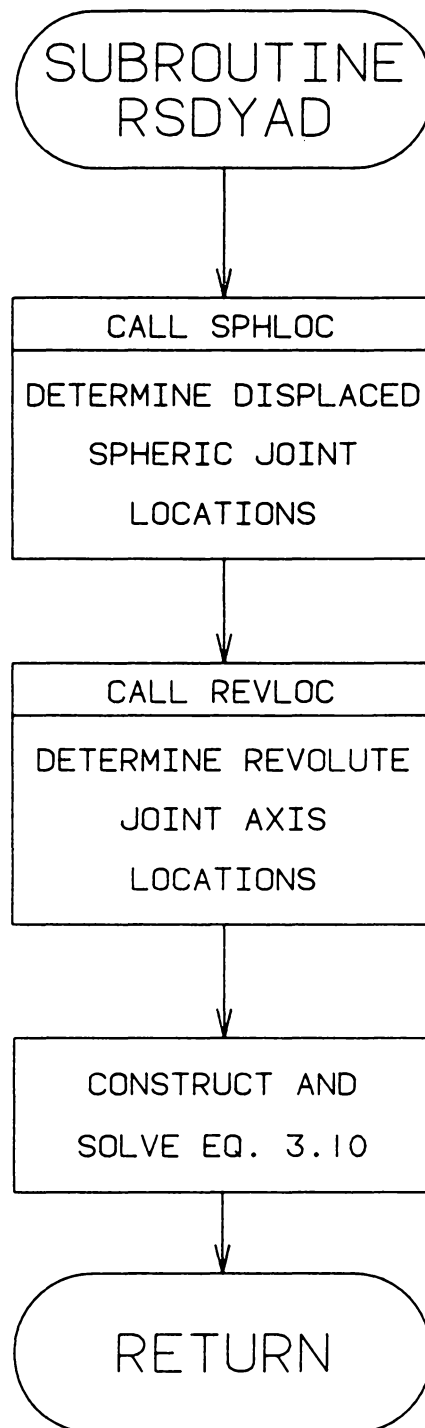 SUBROUTINE
RSDYAD
CALL SPHLOC
DETERMINE DISPLACED
SPHERIC JOINT
LOCATIONS
CALL REVLOC
DETERMINE REVOLUTE
JOINT AXIS
LOCATIONS
CONSTRUCT AND
SOLVE EQ. 3.10
RETURN